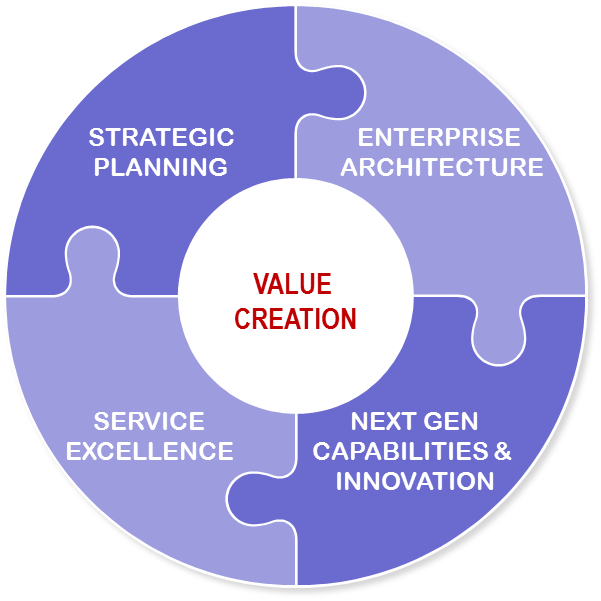 STRATEGIC
PLANNING
ENTERPRISE
ARCHITECTURE
VALUE
CREATION
SERVICE
EXCELLENCE
NEXT GEN
CAPABILITIES &
INNOVATION